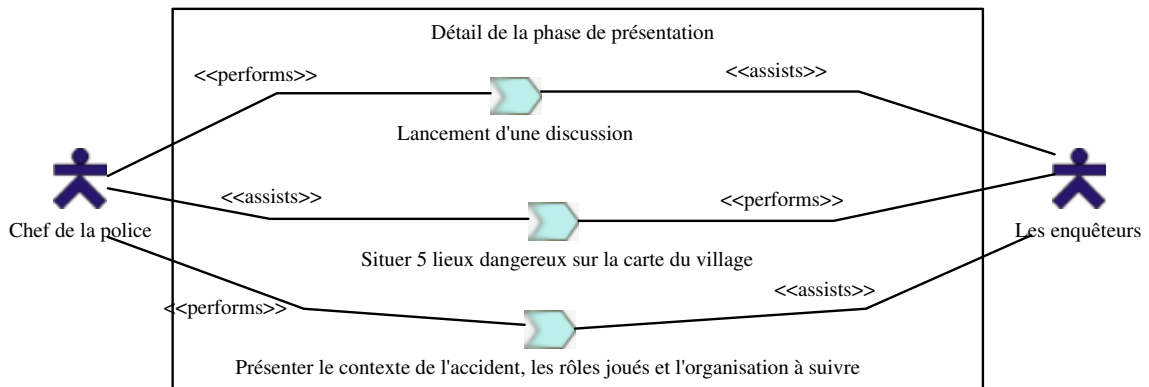 Détail de la phase de présentation
<<performs>>
<<assists>>
Lancement d'une discussion
<<assists>>
<<performs>>
Chef de la police
Les enquêteurs
Situer 5 lieux dangereux sur la carte du village
<<performs>>
<<assists>>
Présenter le contexte de l'accident, les rôles joués et l'organisation à suivre